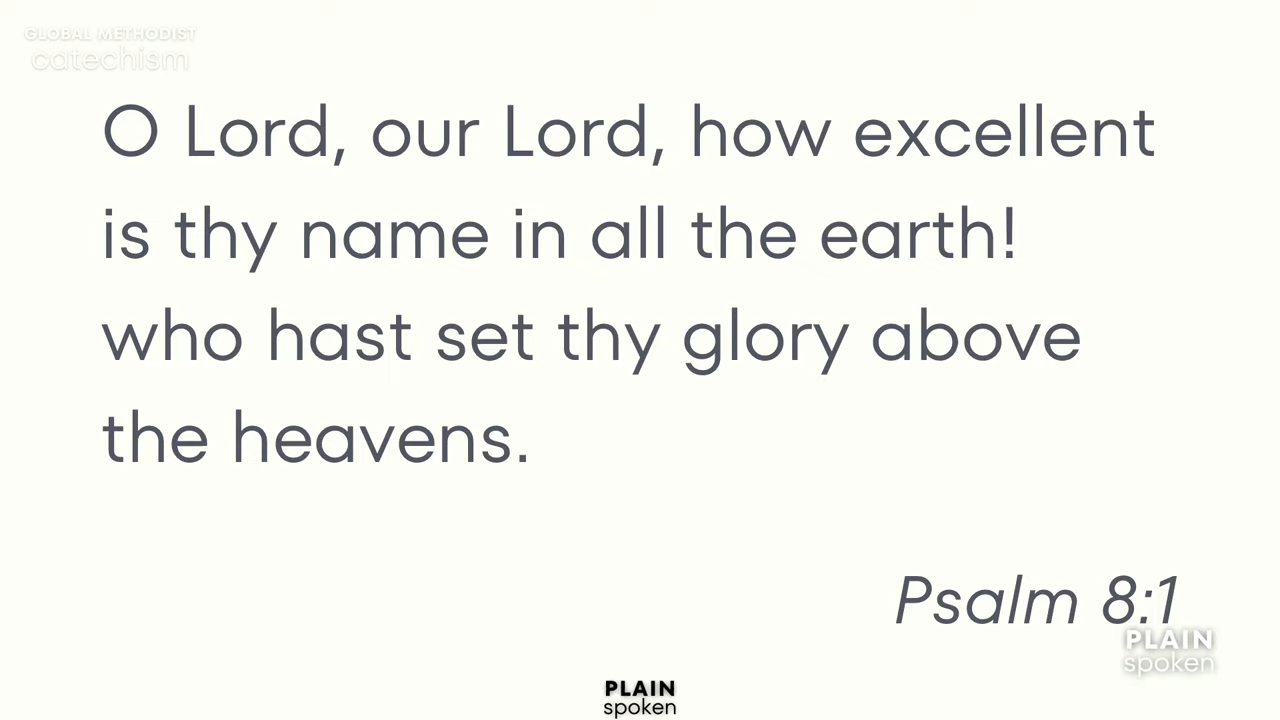 GLOBAL METHODIST
catechism
O Lord, our Lord, how excellent
is thy name in all the earth!
who hast set thy glory above
the heavens.
Psalm 8:1
PLAIN
spoken
PLAIN
spoken